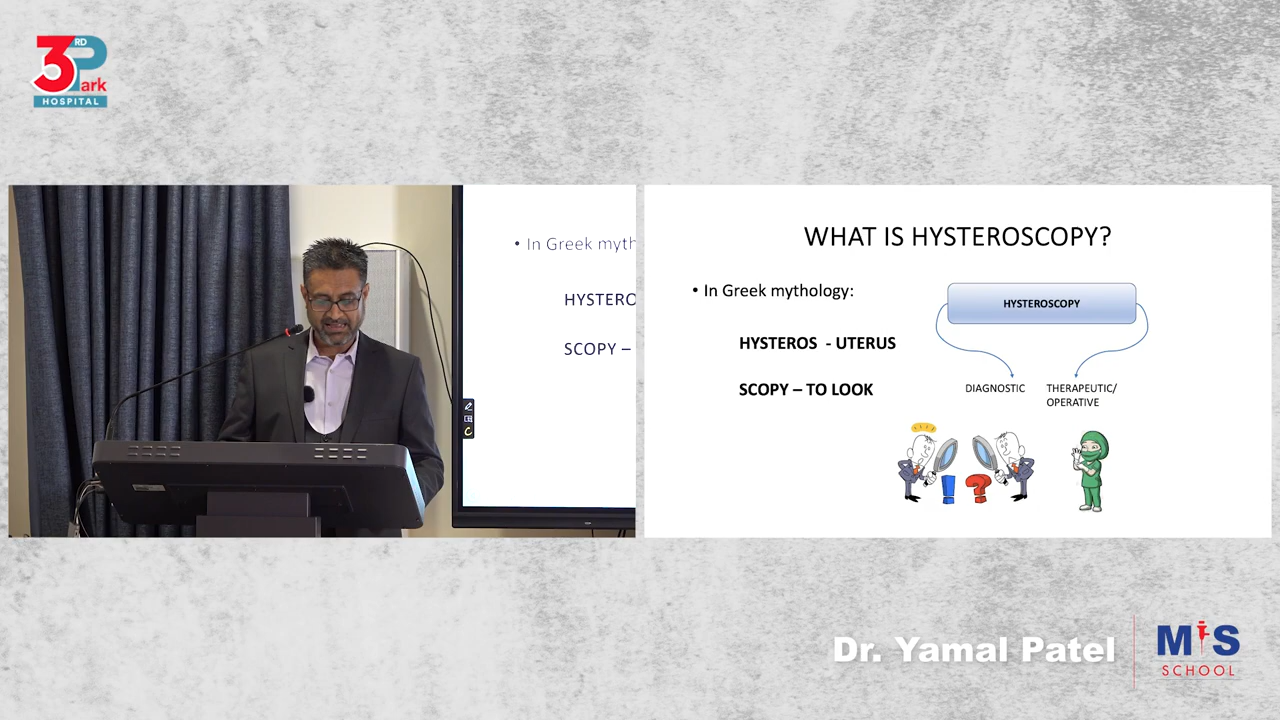 3RD Park
HOSPITAL
• In Greek myth
HYSTERO
SCOPY –
WHAT IS HYSTEROSCOPY?
• In Greek mythology:
HYSTEROS - UTERUS
SCOPY – TO LOOK
HYSTEROSCOPY
DIAGNOSTIC
THERAPEUTIC/
OPERATIVE
! ?
Dr. Yamal Patel
MIS
SCHOOL